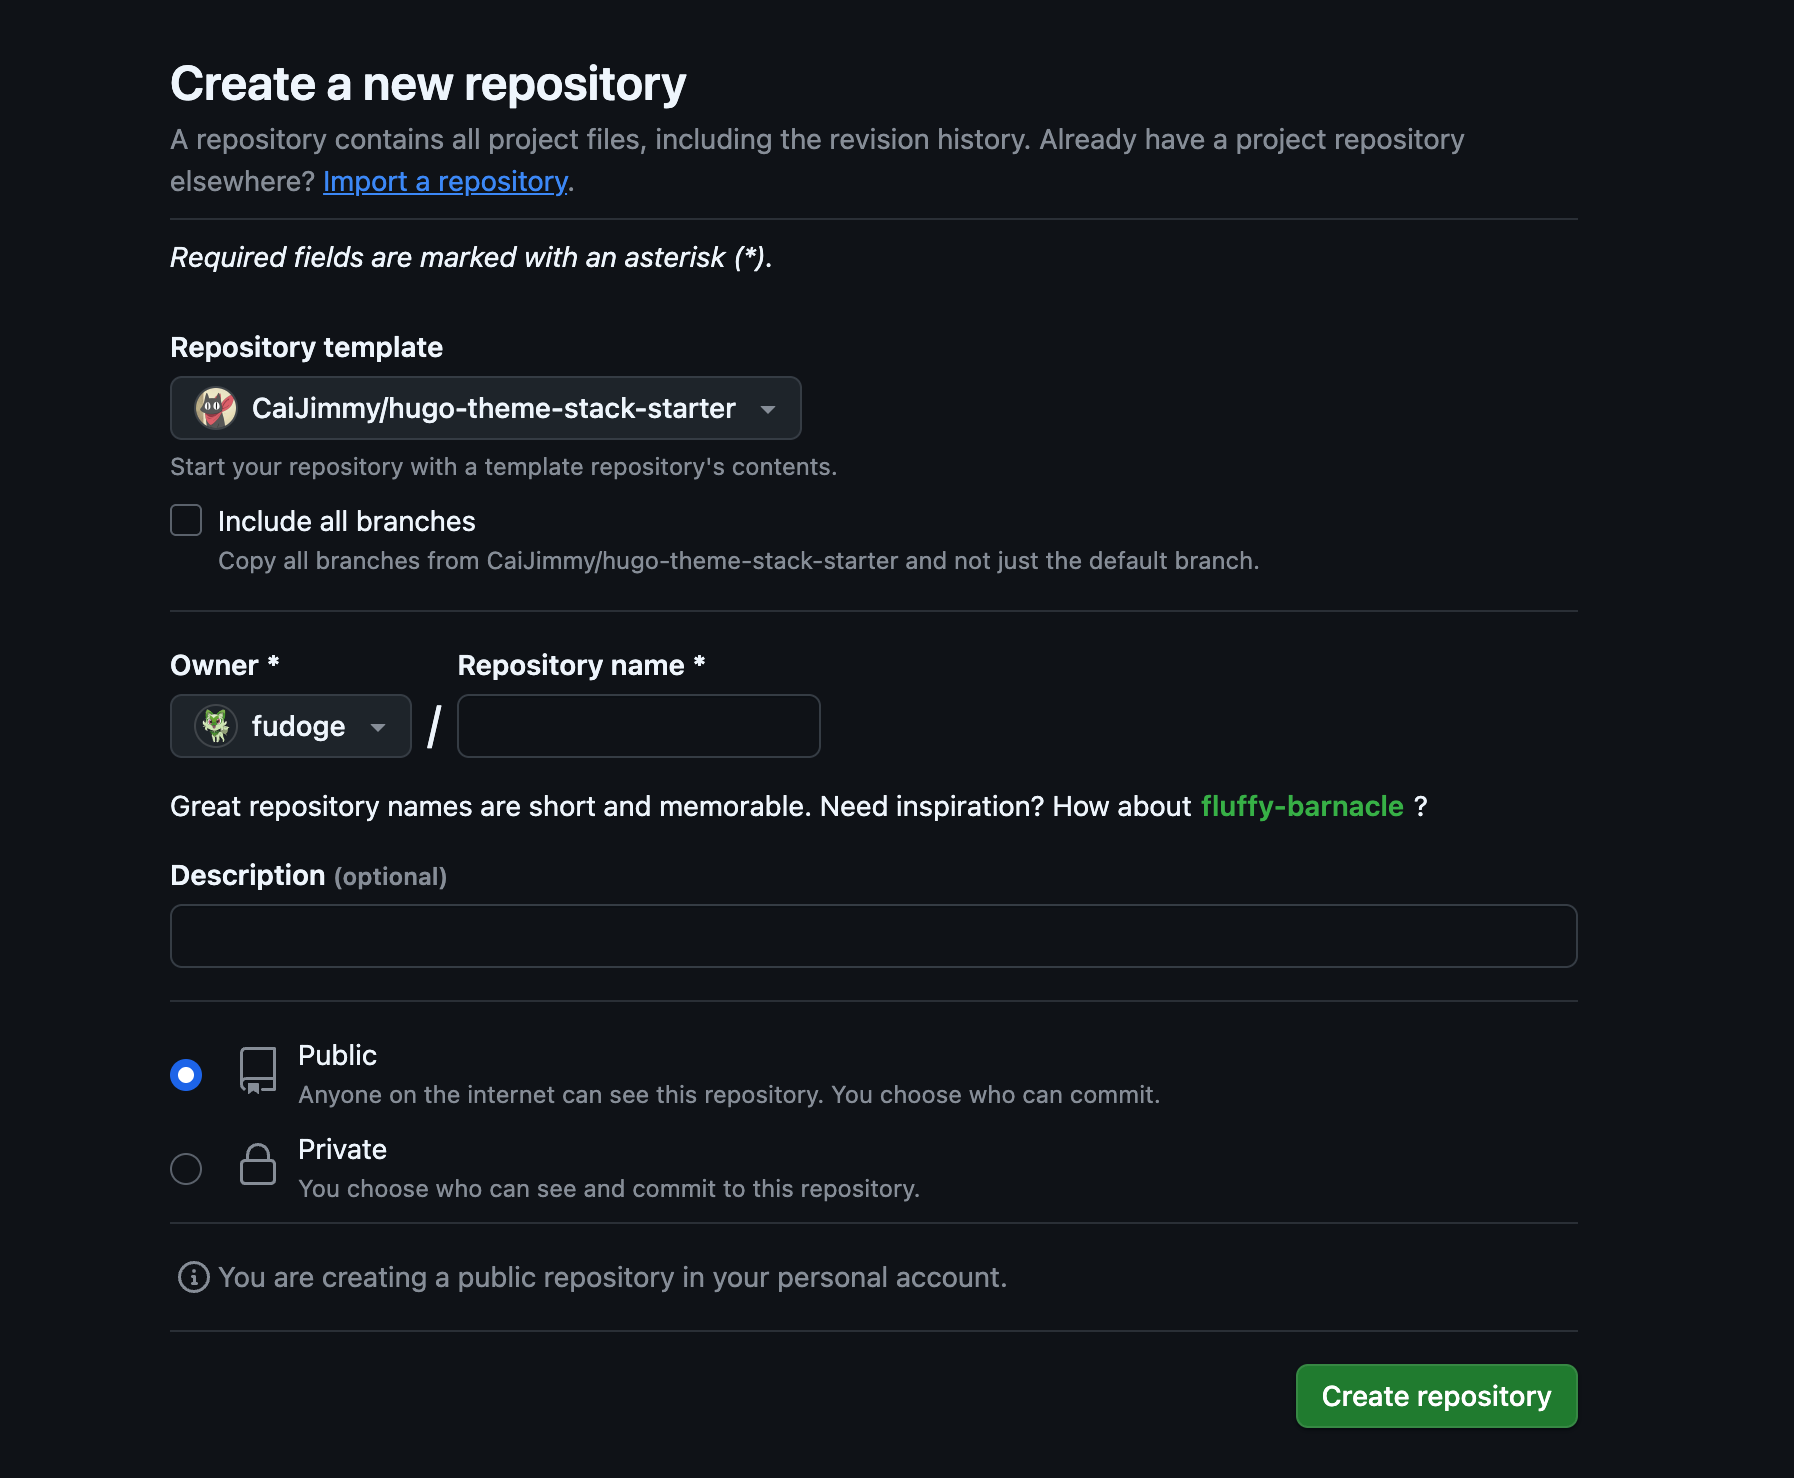 Create a new repository
A repository contains all project files, including the revision history. Already have a project repository
elsewhere? Import a repository.
Required fields are marked with an asterisk (*).
Repository template
CaiJimmy/hugo-theme-stack-starter
Start your repository with a template repository's contents.
Include all branches
Copy all branches from CaiJimmy/hugo-theme-stack-starter and not just the default branch.
Owner * Repository name *
fudoge /
Great repository names are short and memorable. Need inspiration? How about fluffy-barnacle ?
Description (optional)
Public
Anyone on the internet can see this repository. You choose who can commit.
Private
You choose who can see and commit to this repository.
You are creating a public repository in your personal account.
Create repository